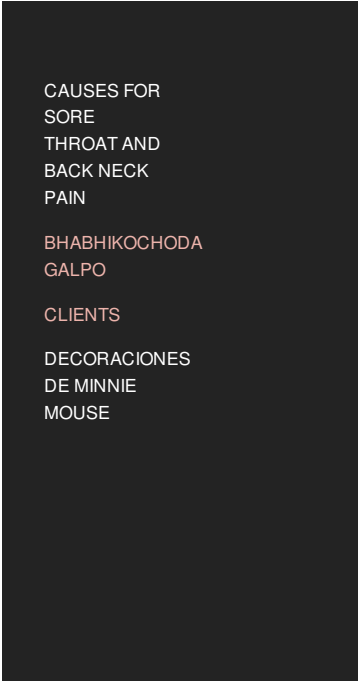 CAUSES FOR
SORE
THROAT AND
BACK NECK
PAIN
BHABHIKOCHODA
GALPO
CLIENTS
DECORACIONES
DE MINNIE
MOUSE